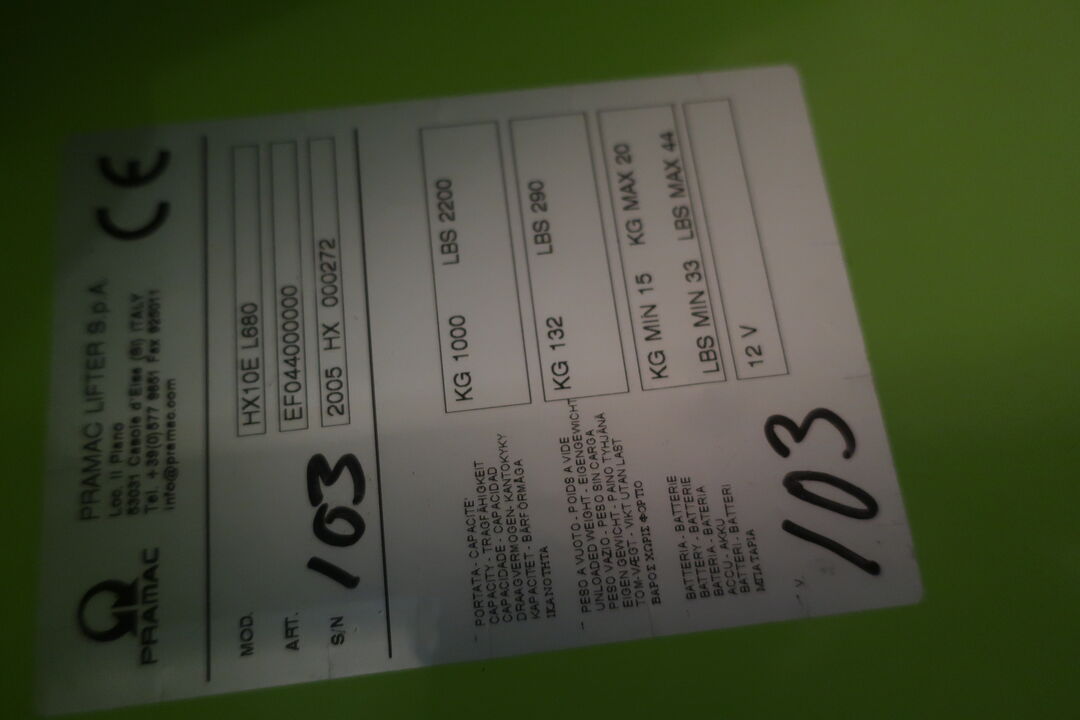 PRAMAC
PRAMAC LIFTER S.p.A.
Loc. Il Piano
53031 Casole d'Elsa (SI) ITALY
Tel. +39(0)577 9651 Fax
info@pramac.com
CE
MOD. HX10E L680
ART. EF044000000
S/N 2005 HX 000272
103
- PORTATA - CAPACITE'
CAPACITY - TRAGFÄHIGKEIT
CAPACIDADE - CAPACIDAD
DRAAGVERMOGEN - KANTOKYKY
KAPACITET - BÄRFORMÅGA
ΙΚΑΝΟΤΗΤΑ
KG 1000 LBS 2200
- PESO A VUOTO - POIDS A VIDE
UNLOADED WEIGHT - EIGENGEWICHT
PESO VAZIO - PESO SIN CARGA
EIGEN GEWICHT - PAINO TYHJÄNÄ
TOM-VÆGT - VIKT UTAN LAST
ΒΑΡΟΣ ΧΩΡΙΣ ΦΟΡΤΙΟ
KG 132 LBS 290
- BATTERIA - BATTERIE
BATTERY - BATTERIE
BATERIA - BATERIA
ACCU - AKKU
BATTERI - BATTERI
ΜΠΑΤΑΡΙΑ
KG MIN 15 KG MAX 20
LBS MIN 33 LBS MAX 44
- V. 12 V
103